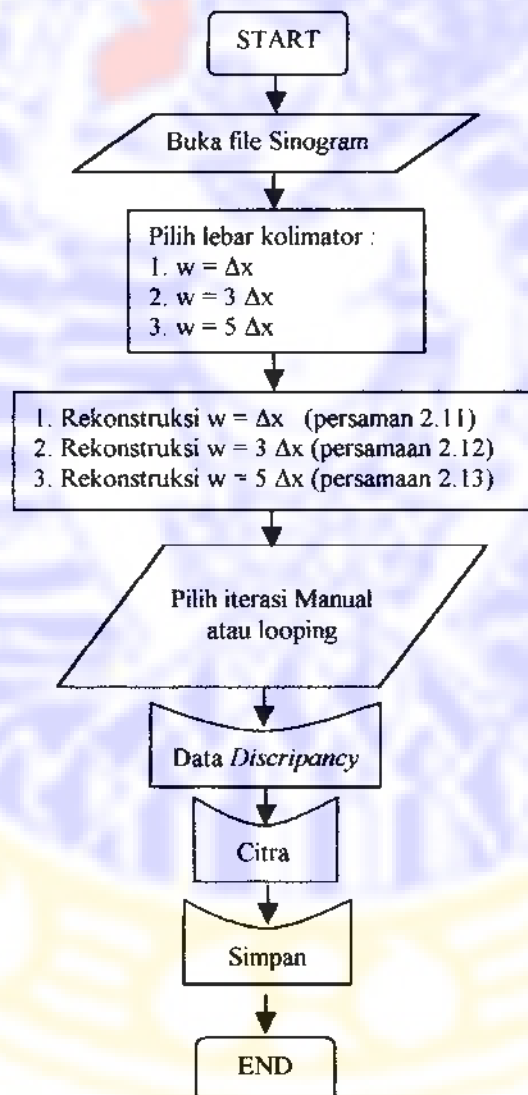 START
Buka file Sinogram
Pilih lebar kolimator :
1. w = Δx
2. w = 3 Δx
3. w = 5 Δx
1. Rekonstruksi w = Δx (persaman 2.11)
2. Rekonstruksi w = 3 Δx (persamaan 2.12)
3. Rekonstruksi w = 5 Δx (persamaan 2.13)
Pilih iterasi Manual
atau looping
Data Discripancy
Citra
Simpan
END